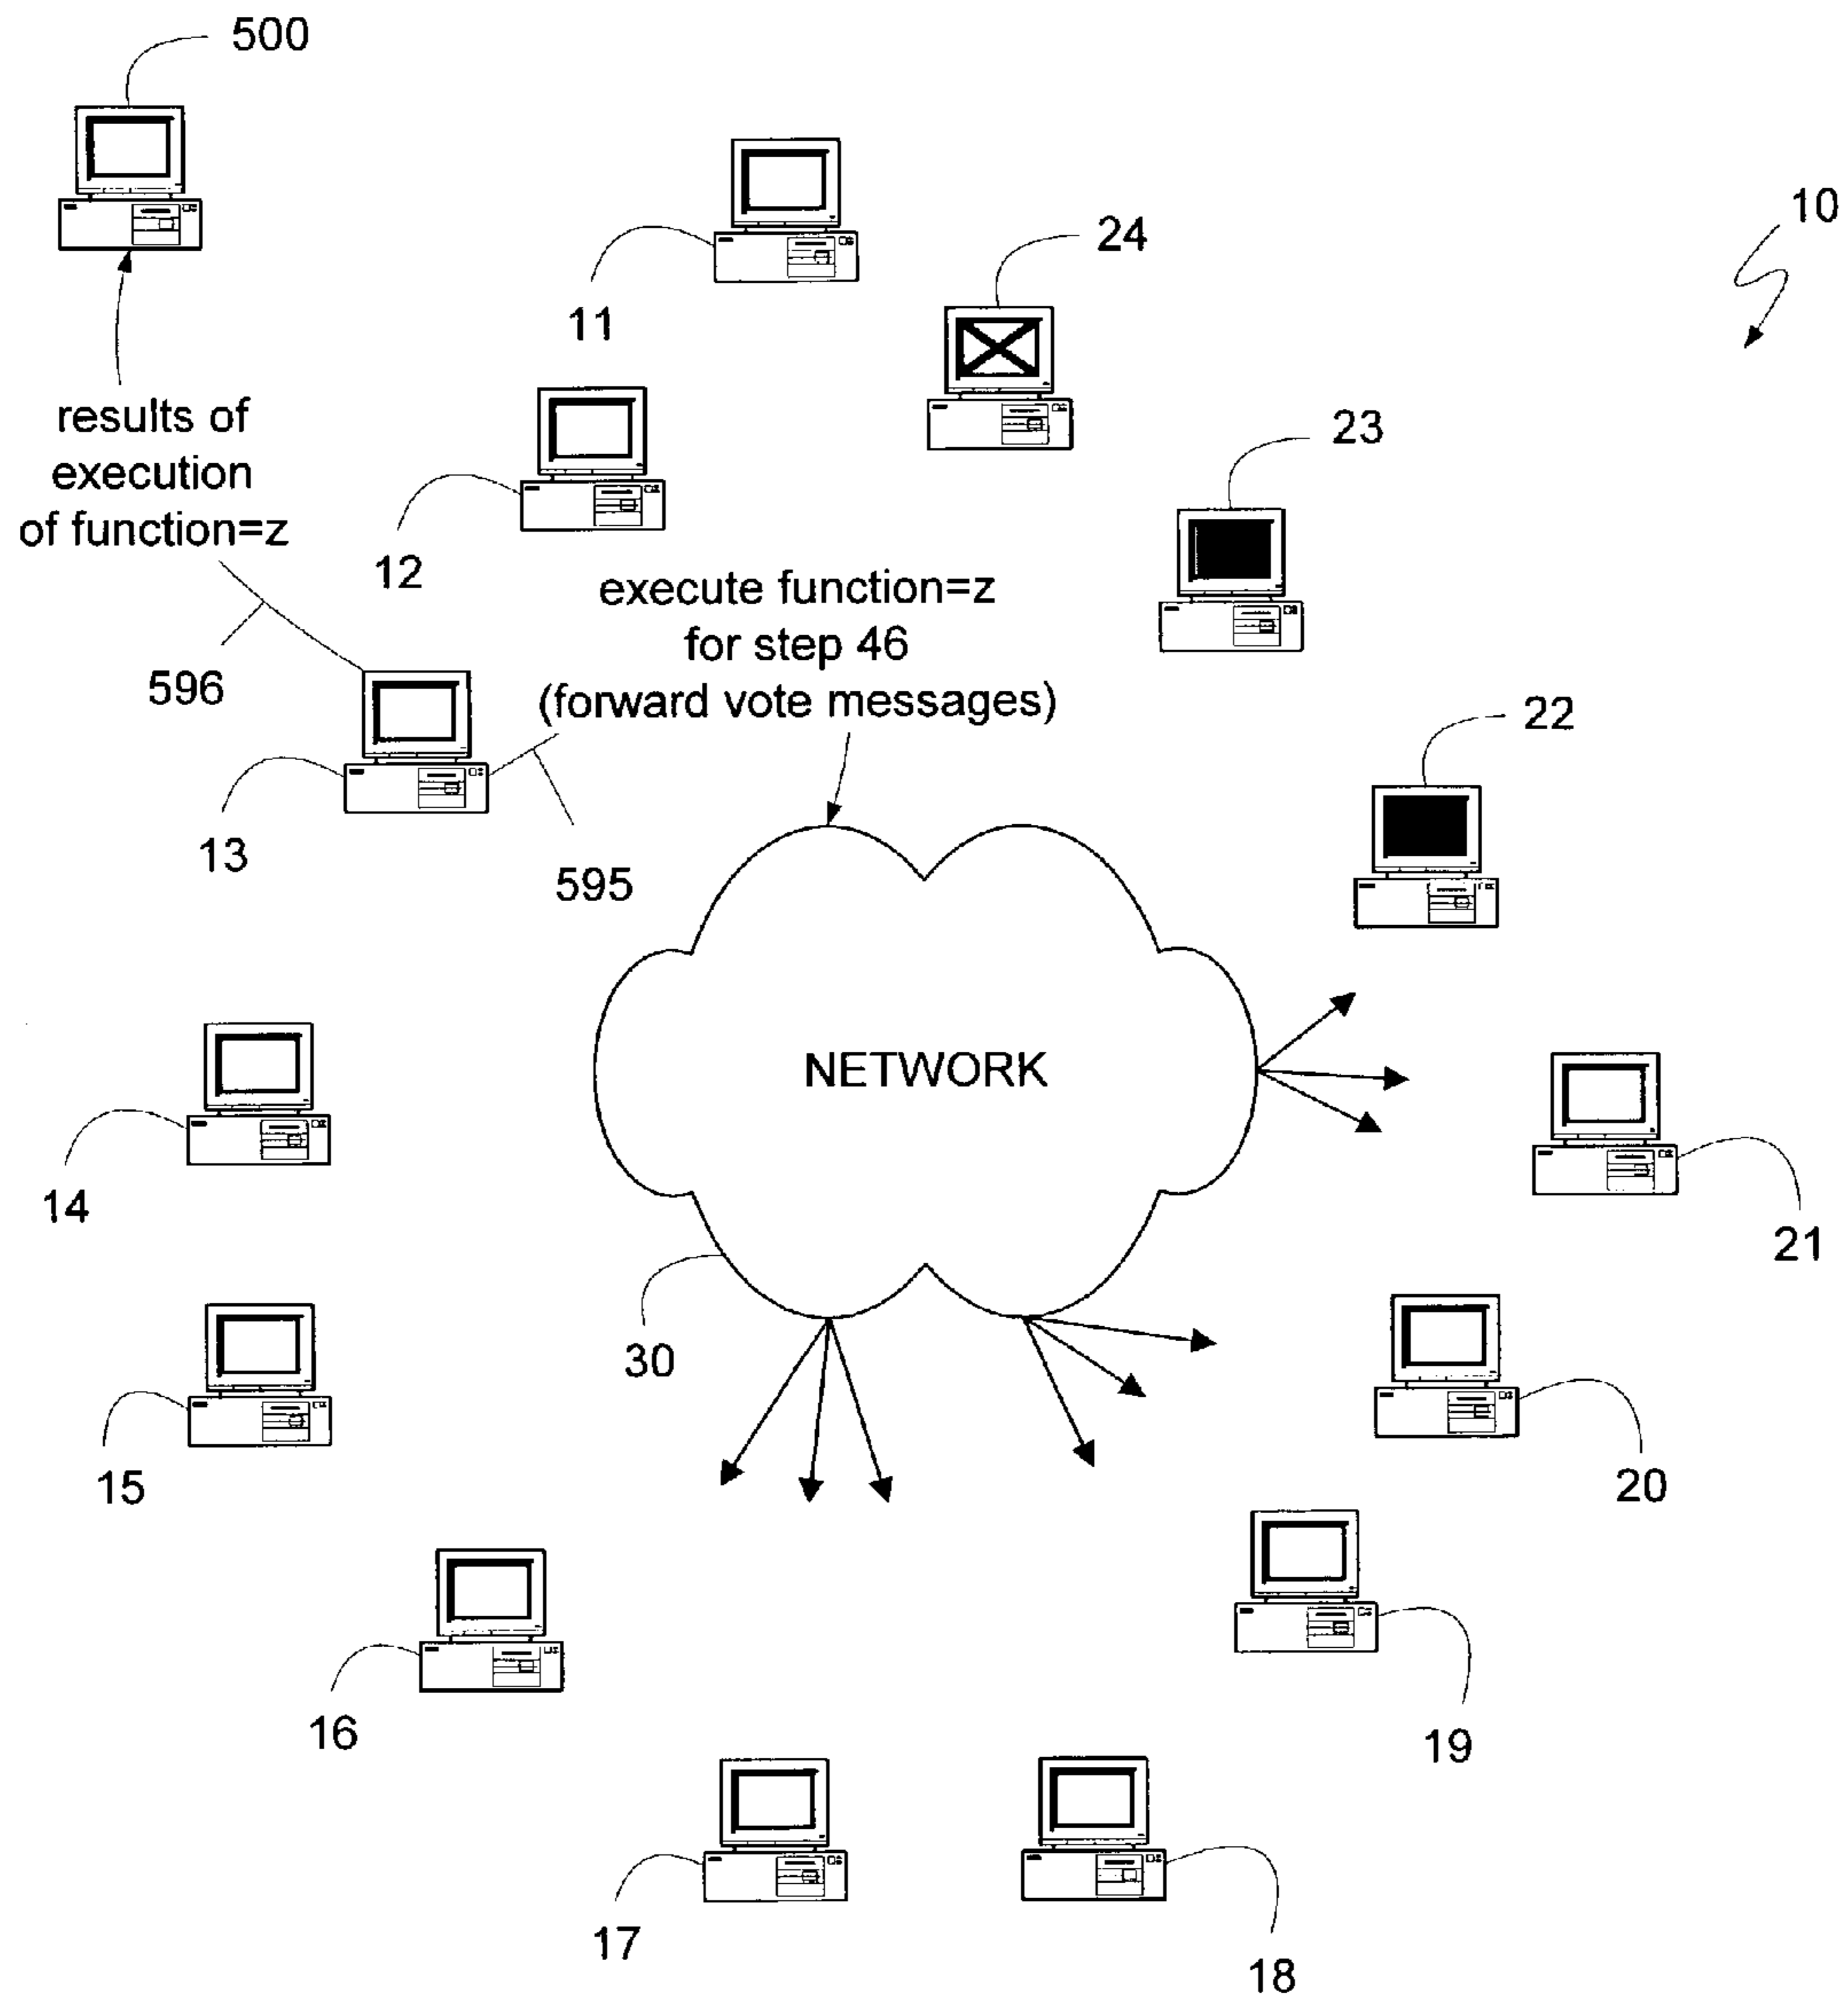 500
11
24
10
results of
execution
of function=z
12
23
execute function=z
for step 46
(forward vote messages)
596
22
13
595
NETWORK
14
21
30
15
20
16
19
17
18